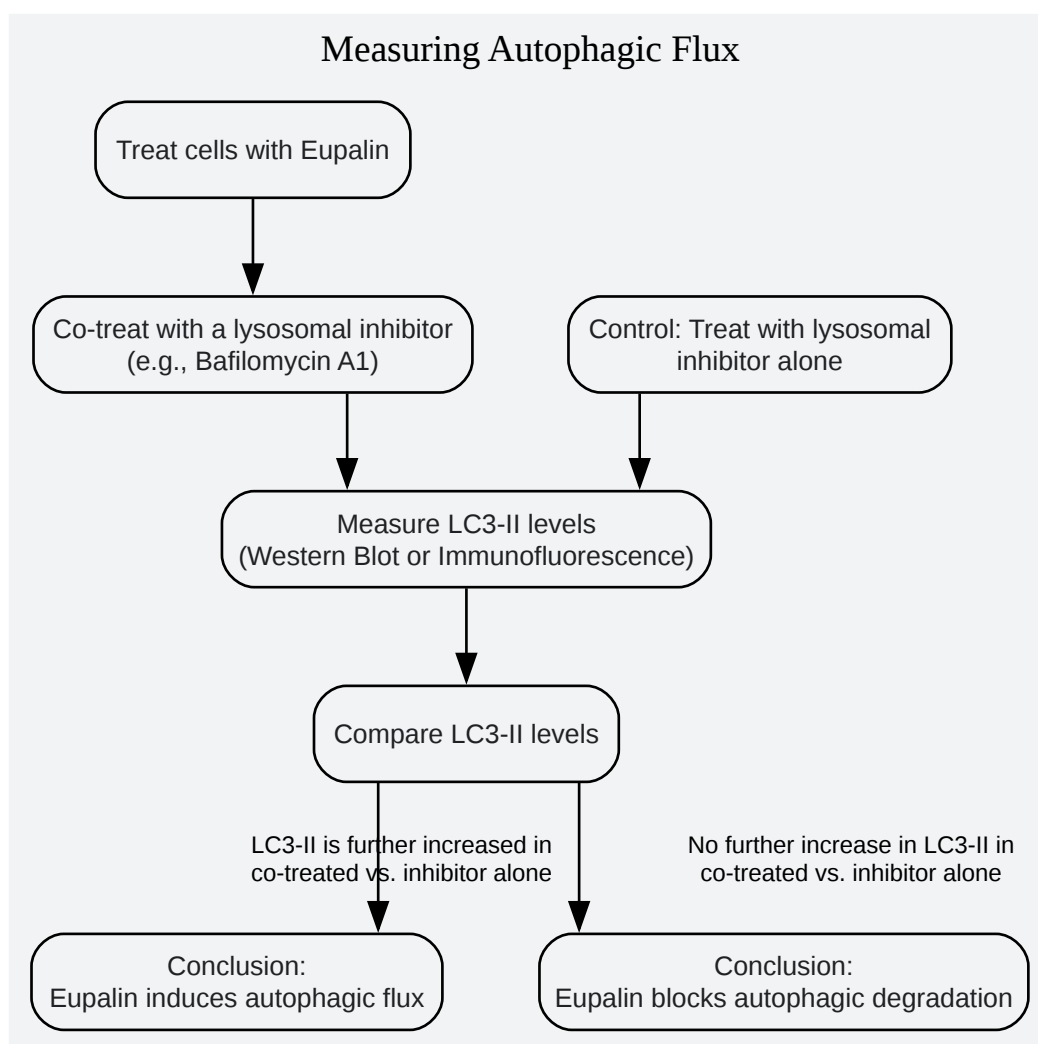 Measuring Autophagic Flux
Treat cells with Eupalin
Co-treat with a lysosomal inhibitor
(e.g., Bafilomycin A1)
Control: Treat with lysosomal
inhibitor alone
Measure LC3-II levels
(Western Blot or Immunofluorescence)
Compare LC3-II levels
LC3-II is further increased in
co-treated vs. inhibitor alone
No further increase in LC3-II in
co-treated vs. inhibitor alone
Conclusion:
Eupalin induces autophagic flux
Conclusion:
Eupalin blocks autophagic degradation